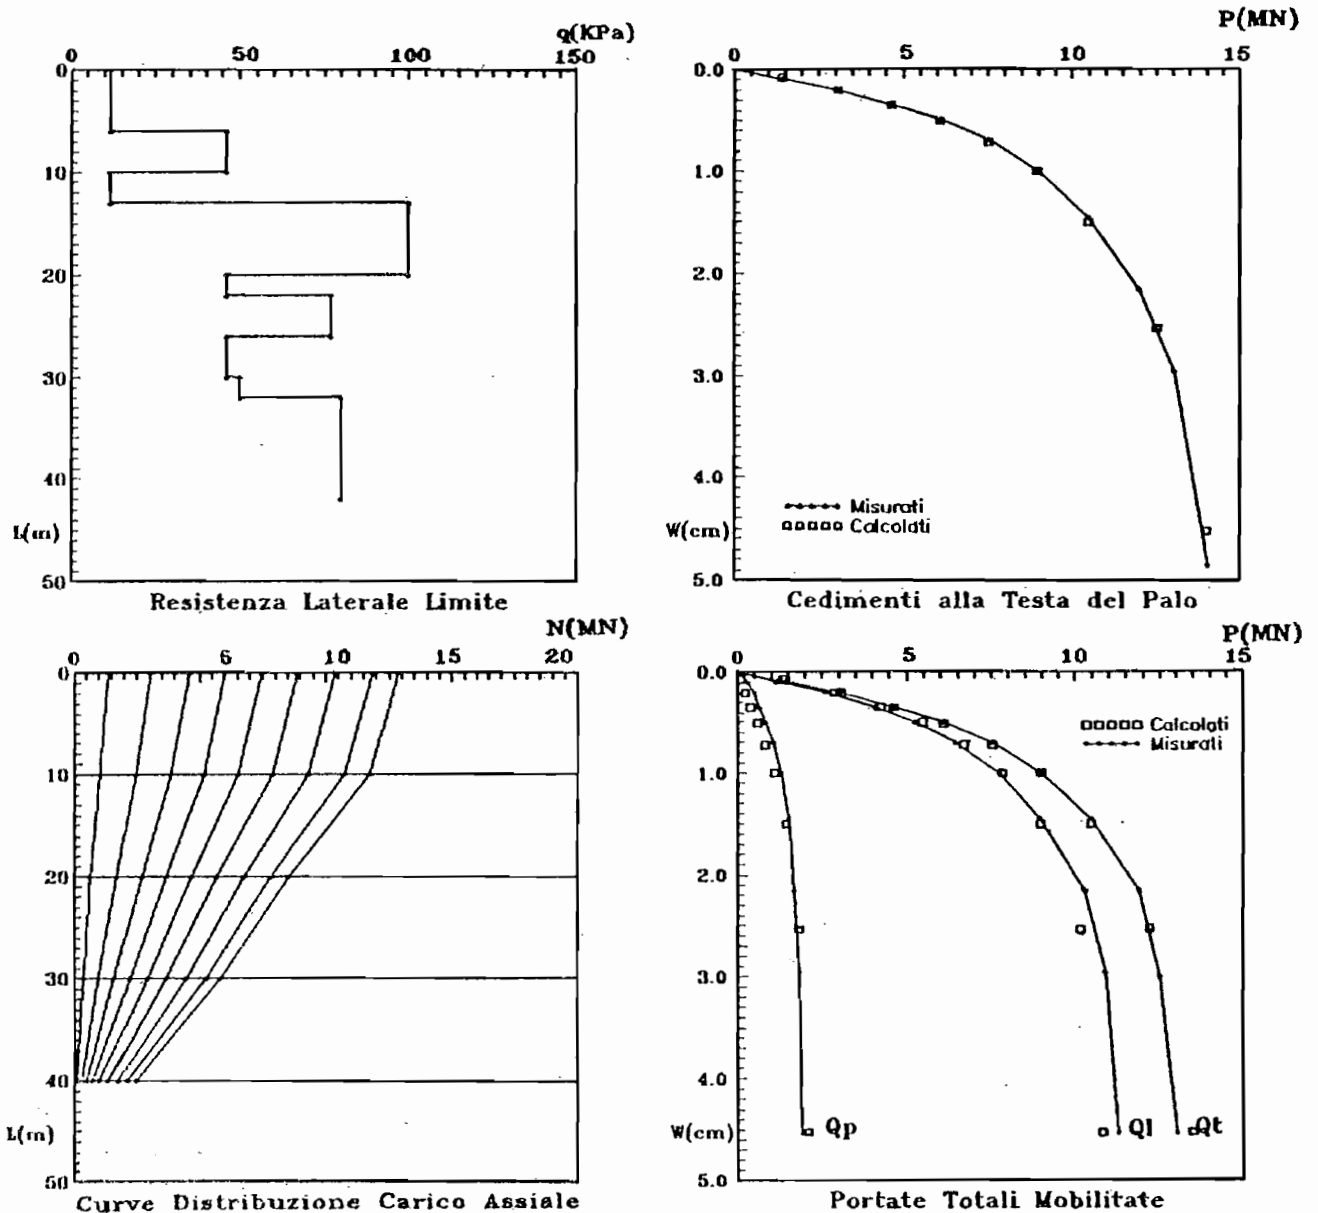 q(KPa)
0 50 100 150
0
10
20
30
40
L(m)
50
Resistenza Laterale Limite
P(MN)
0 5 10 15
0.0
1.0
2.0
3.0
4.0
Misurati
Calcolati
W(cm)
5.0
Cedimenti alla Testa del Palo
N(MN)
0 5 10 15 20
0
10
20
30
40
L(m)
50
Curve Distribuzione Carico Assiale
P(MN)
0 5 10 15
0.0
Calcolati
Misurati
1.0
2.0
3.0
4.0
W(cm)
Qp Ql Qt
5.0
Portate Totali Mobilitate